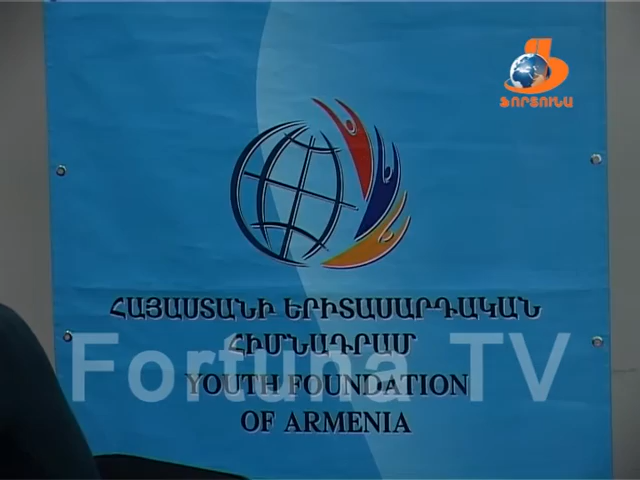 ՖՈՐՏՈՒՆԱ
ՀԱՅԱՍՏԱՆԻ ԵՐԻՏԱՍԱՐԴԱԿԱՆ
ՀԻՄՆԱԴՐԱՄ
Fortuna TV
YOUTH FOUNDATION
OF ARMENIA